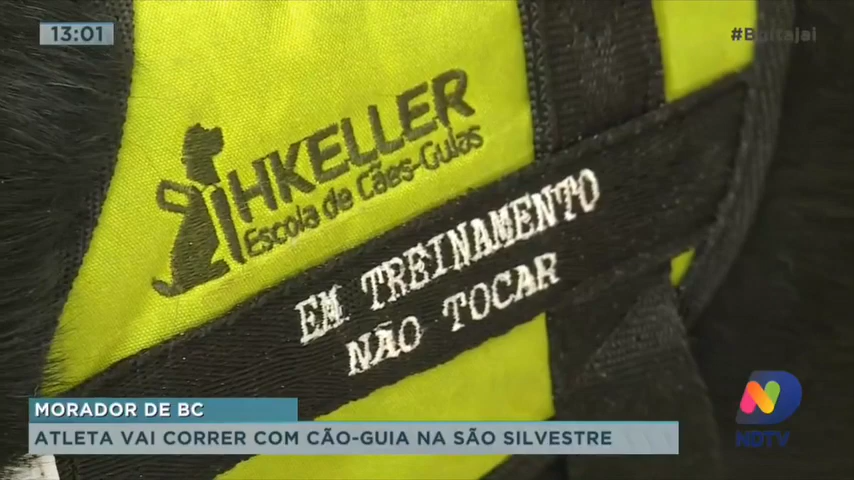 13:01
HKELLER
Escola de Cães-Guias
EM TREINAMENTO
NÃO TOCAR
MORADOR DE BC
ATLETA VAI CORRER COM CÃO-GUIA NA SÃO SILVESTRE
NDTV